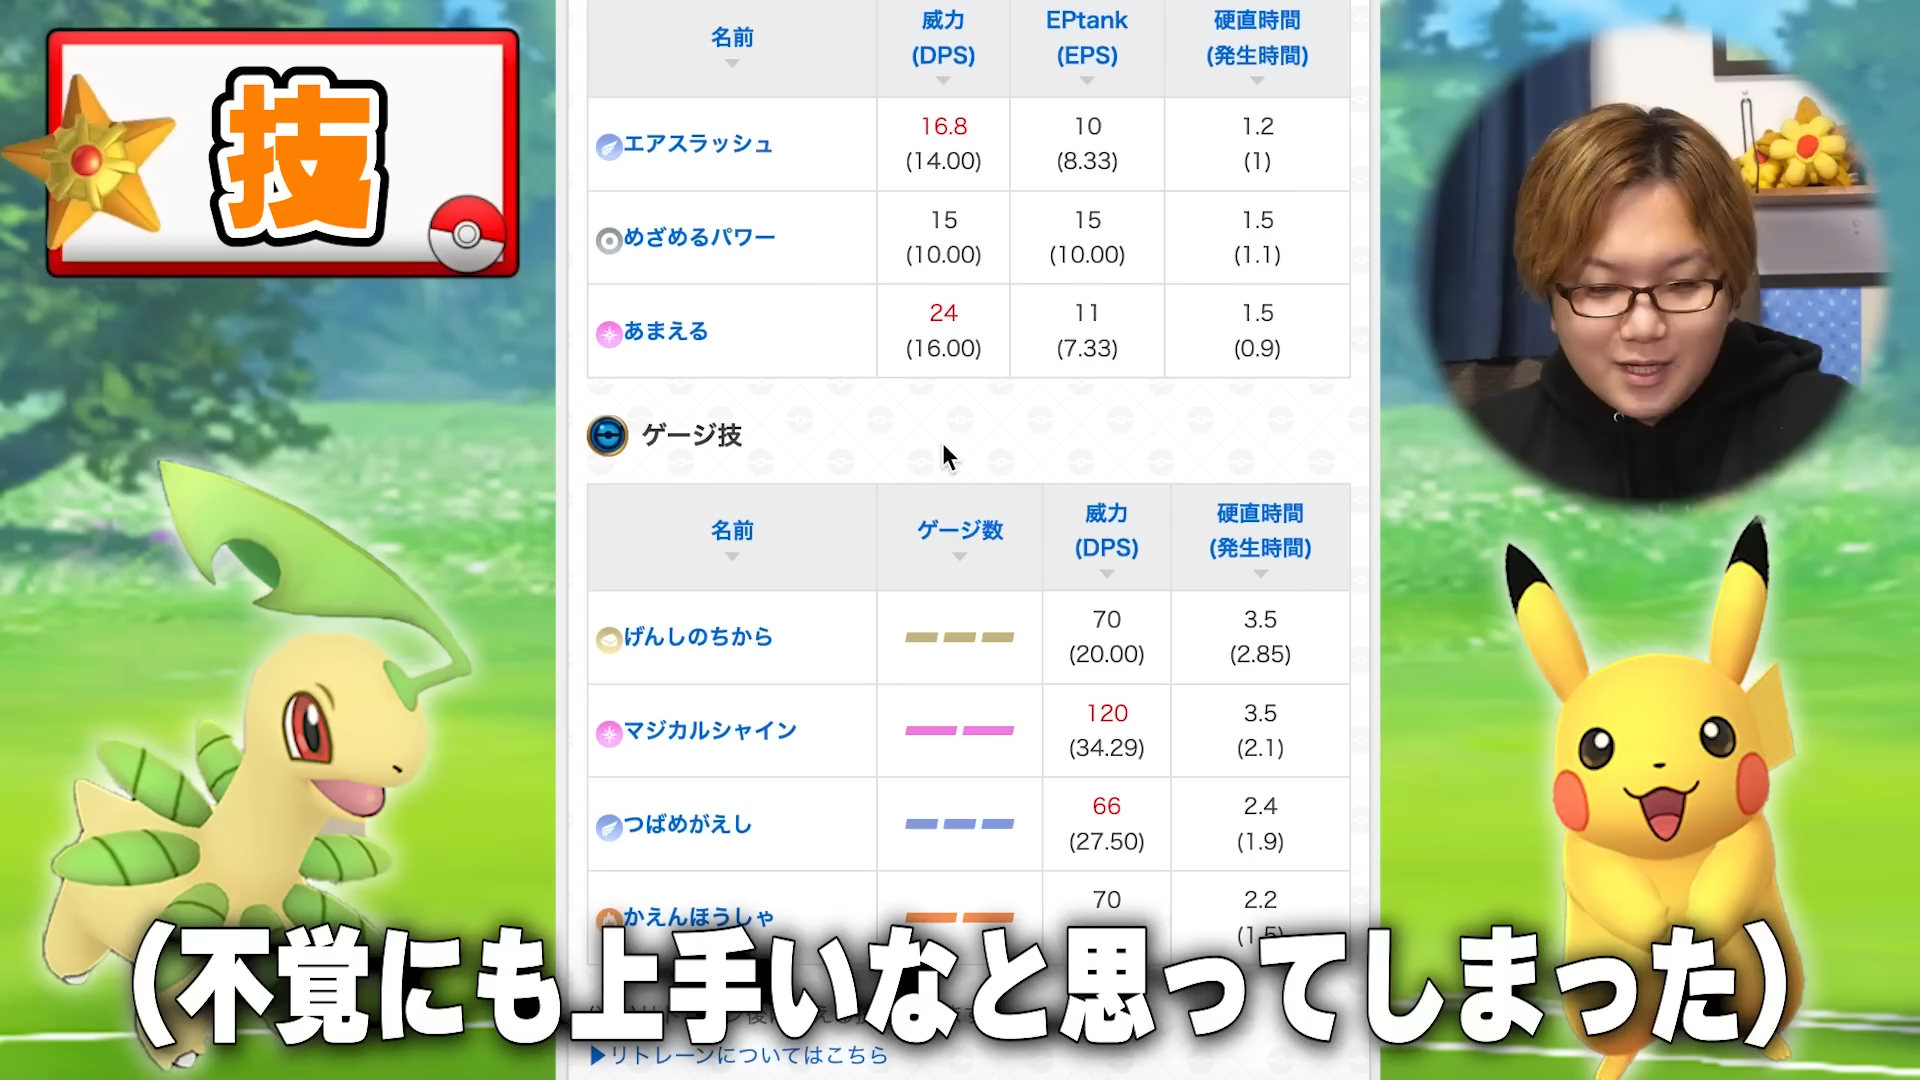 技
名前
威力
(DPS)
EPtank
(EPS)
硬直時間
(発生時間)
エアスラッシュ
16.8
(14.00)
10
(8.33)
1.2
(1)
めざめるパワー
15
(10.00)
15
(10.00)
1.5
(1.1)
あまえる
24
(16.00)
11
(7.33)
1.5
(0.9)
ゲージ技
名前
ゲージ数
威力
(DPS)
硬直時間
(発生時間)
げんしのちから
70
(20.00)
3.5
(2.85)
マジカルシャイン
120
(34.29)
3.5
(2.1)
つばめがえし
66
(27.50)
2.4
(1.9)
かえんほうしゃ
70
2.2
(1.5)
(不覚にも上手いなと思ってしまった)
▶リトレーンについてはこちら